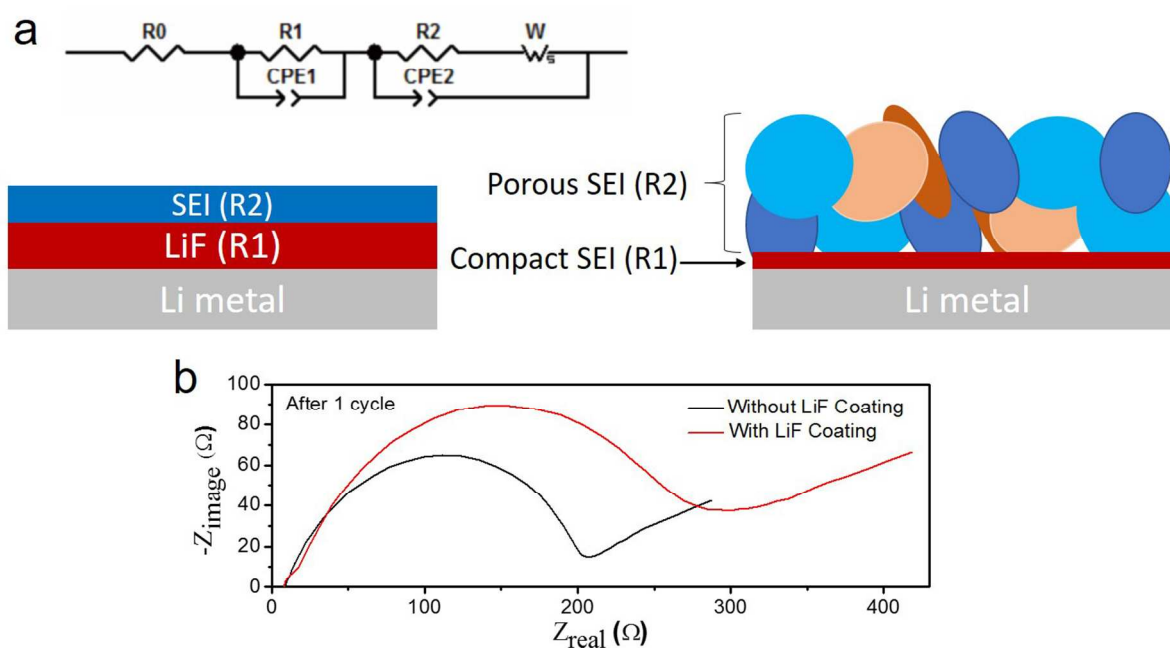 a
R0
R1
R2
W
s
CPE1
CPE2
SEI (R2)
LiF (R1)
Li metal
Porous SEI (R2)
Compact SEI (R1)
Li metal
b
After 1 cycle
Without LiF Coating
With LiF Coating
-Zimage (Ω)
100
80
60
40
20
0
0
100
200
300
400
Zreal (Ω)